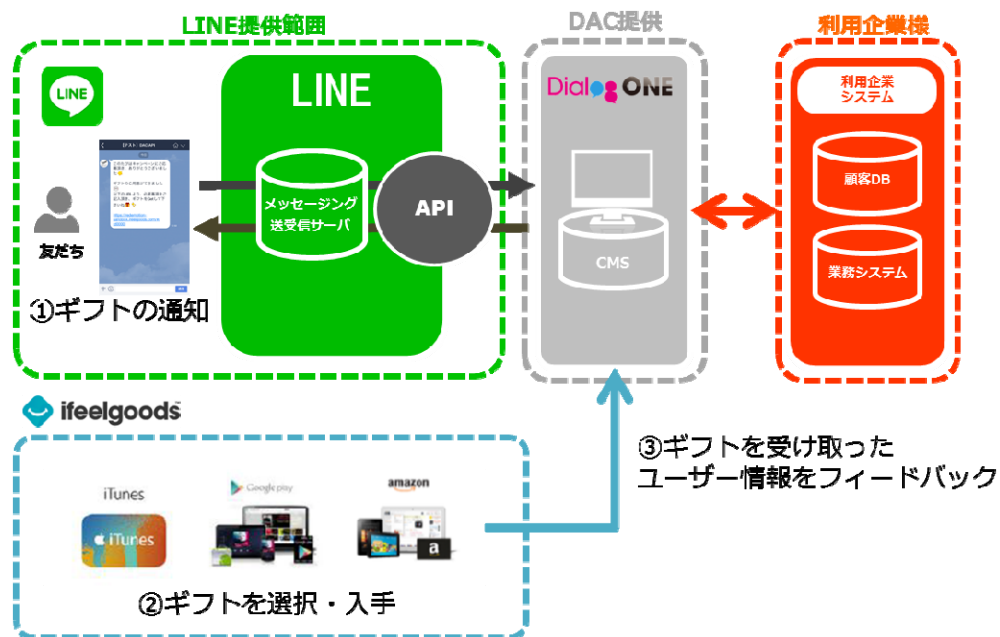 LINE提供範囲
DAC提供
利用企業様
LINE
LINE
DialogONE
利用企業
システム
メッセージング
送受信サーバ
API
CMS
顧客DB
業務システム
友だち
①ギフトの通知
ifeelgoods
③ギフトを受け取った
ユーザー情報をフィードバック
iTunes
Google play
amazon
iTunes
a
②ギフトを選択・入手